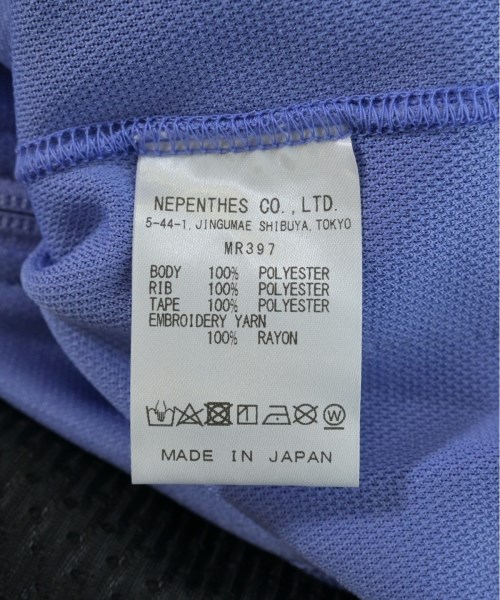 NEPENTHES CO.,LTD.
5-44-1, JINGUMAE SHIBUYA, TOKYO
MR397
BODY 100% POLYESTER
RIB 100% POLYESTER
TAPE 100% POLYESTER
EMBROIDERY YARN
100% RAYON
W
MADE IN JAPAN